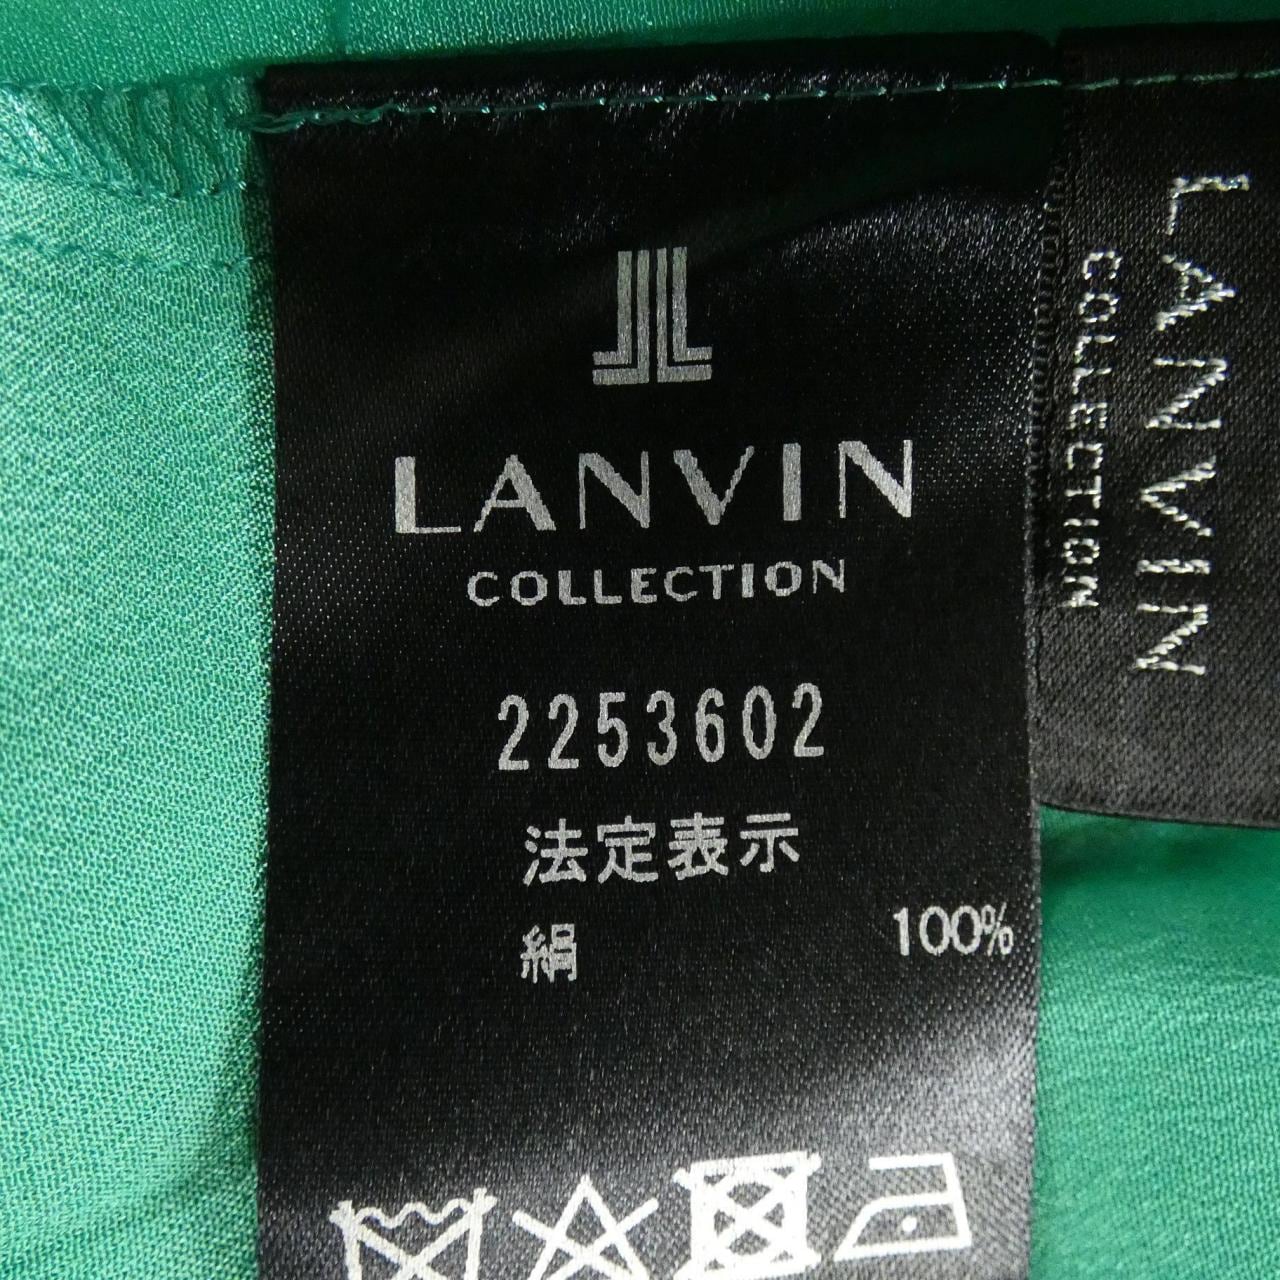 LANVIN
COLLECTION
2253602
法定表示
絹 100%
LANVIN
COLLECTION